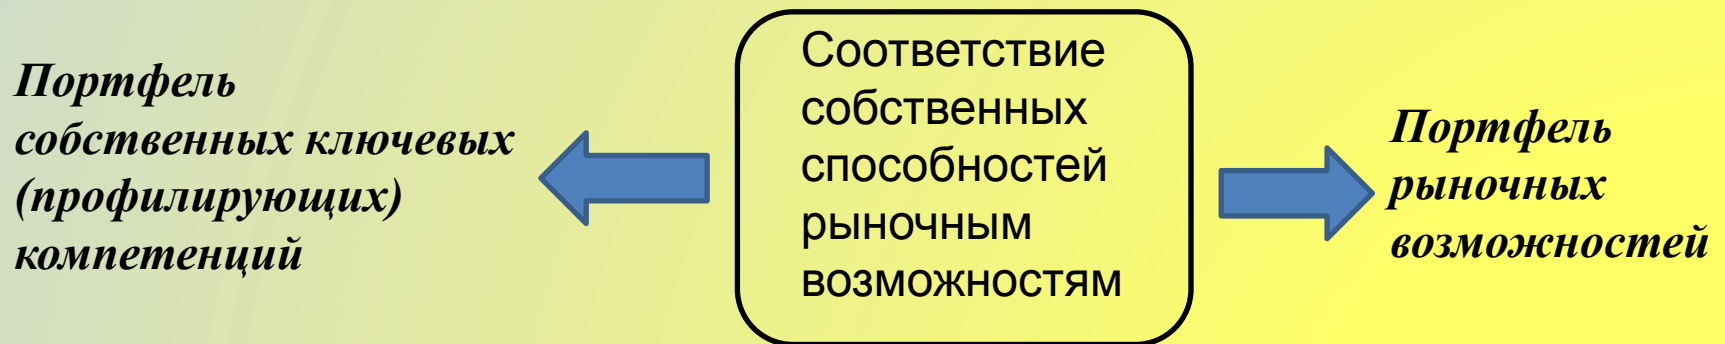 Портфель
собственных ключевых
(профилирующих)
компетенций
Соответствие
собственных
способностей
рыночным
возможностям
Портфель
рыночных
возможностей